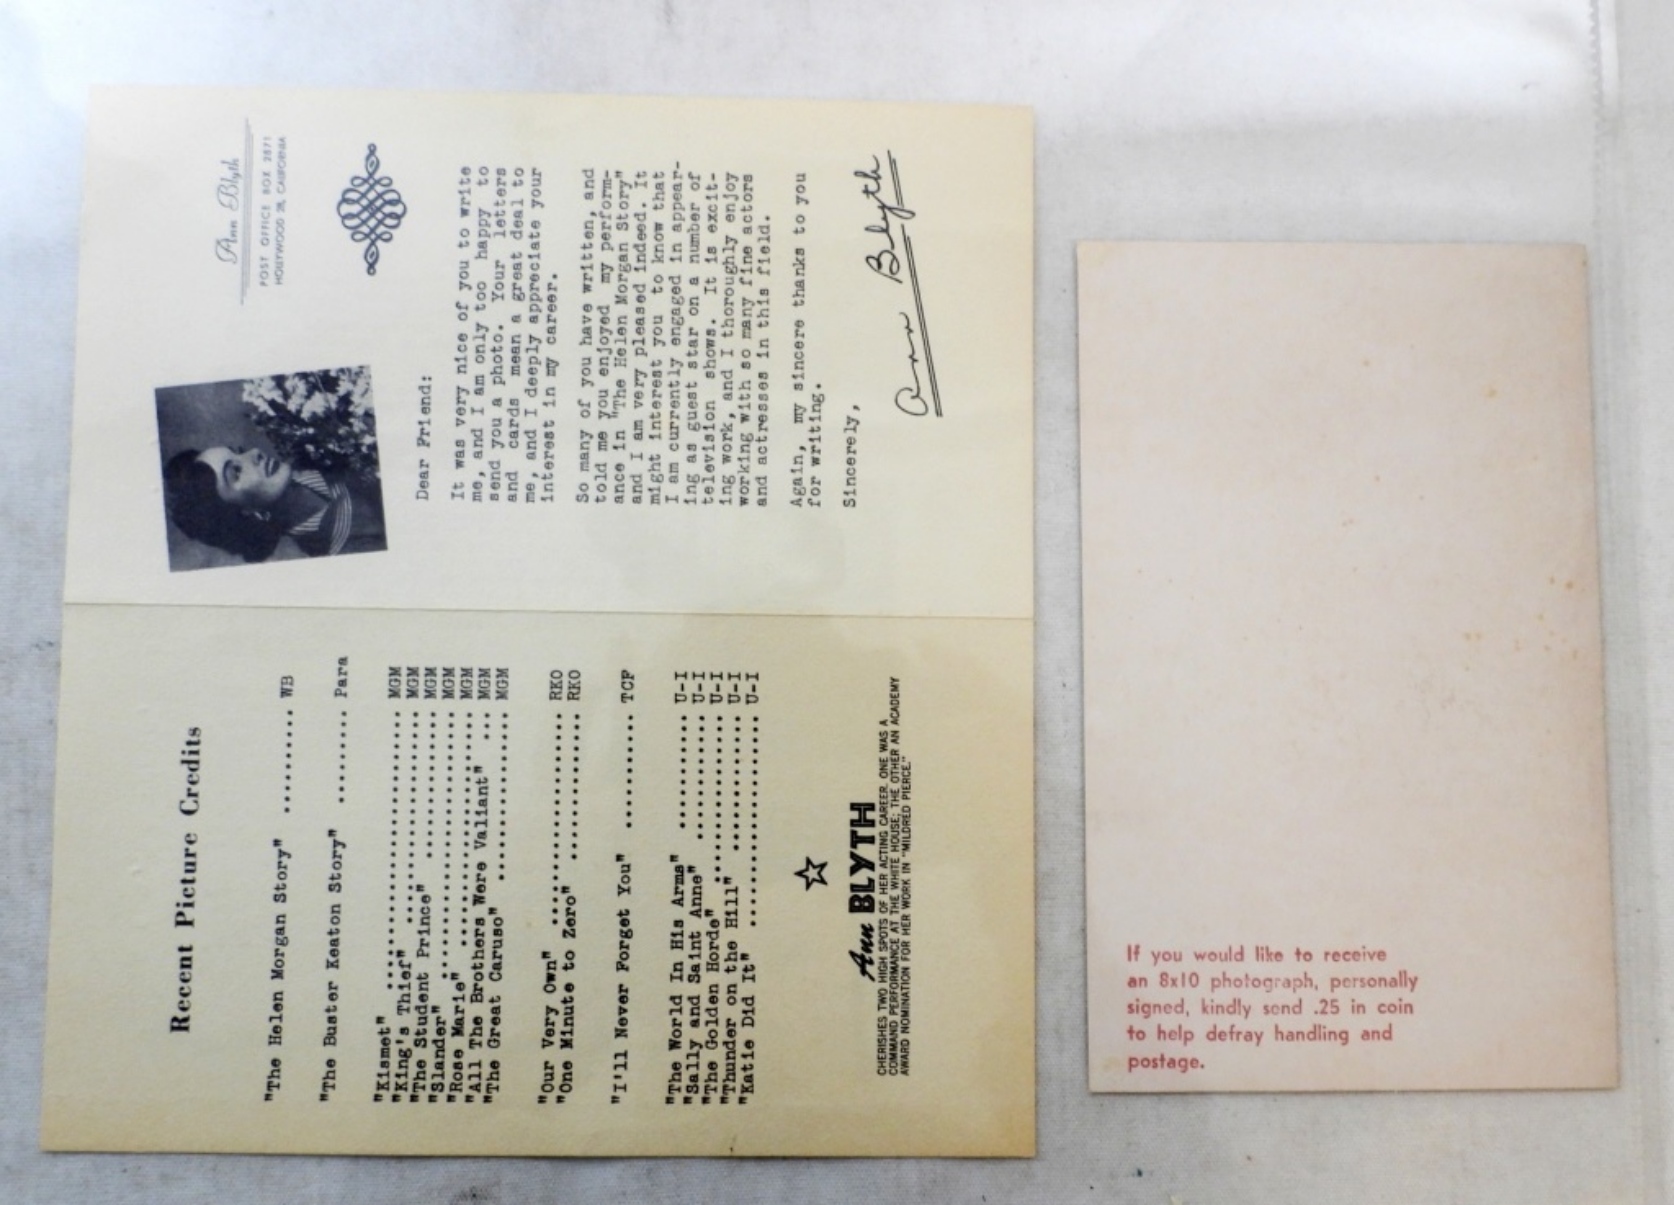 Recent Picture Credits
"The Helen Morgan Story" .......... WB
"The Buster Keaton Story" ......... Para
"Kismet" ........................... MGM
"King's Thief" ..................... MGM
"The Student Prince" ............... MGM
"Slander" .......................... MGM
"Rose Marie" ....................... MGM
"All The Brothers Were Valiant" ... MGM
"The Great Caruso" ................. MGM
"Our Very Own" ..................... RKO
"One Minute to Zero" ............... RKO
"I'll Never Forget You" ........... TCF
"The World In His Arms" .......... U-I
"Sally and Saint Anne" ........... U-I
"The Golden Horde" ............... U-I
"Thunder on the Hill" ............ U-I
"Katie Did It" ................... U-I
Ann BLYTH
CHERISHES TWO HIGH SPOTS OF HER ACTING CAREER. ONE WAS A
COMMAND PERFORMANCE AT THE WHITE HOUSE; THE OTHER AN ACADEMY
AWARD NOMINATION FOR HER WORK IN "MILDRED PIERCE."
Ann Blyth
POST OFFICE BOX 2871
HOLLYWOOD 28, CALIFORNIA
Dear Friend:
It was very nice of you to write
me, and I am only too happy to
send you a photo. Your letters
and cards mean a great deal to
me, and I deeply appreciate your
interest in my career.
So many of you have written, and
told me you enjoyed my perform-
ance in "The Helen Morgan Story"
and I am very pleased indeed. It
might interest you to know that
I am currently engaged in appear-
ing as guest star on a number of
television shows. It is excit-
ing work, and I thoroughly enjoy
working with so many fine actors
and actresses in this field.
Again, my sincere thanks to you
for writing.
Sincerely,
Ann Blyth
If you would like to receive
an 8x10 photograph, personally
signed, kindly send .25 in coin
to help defray handling and
postage.